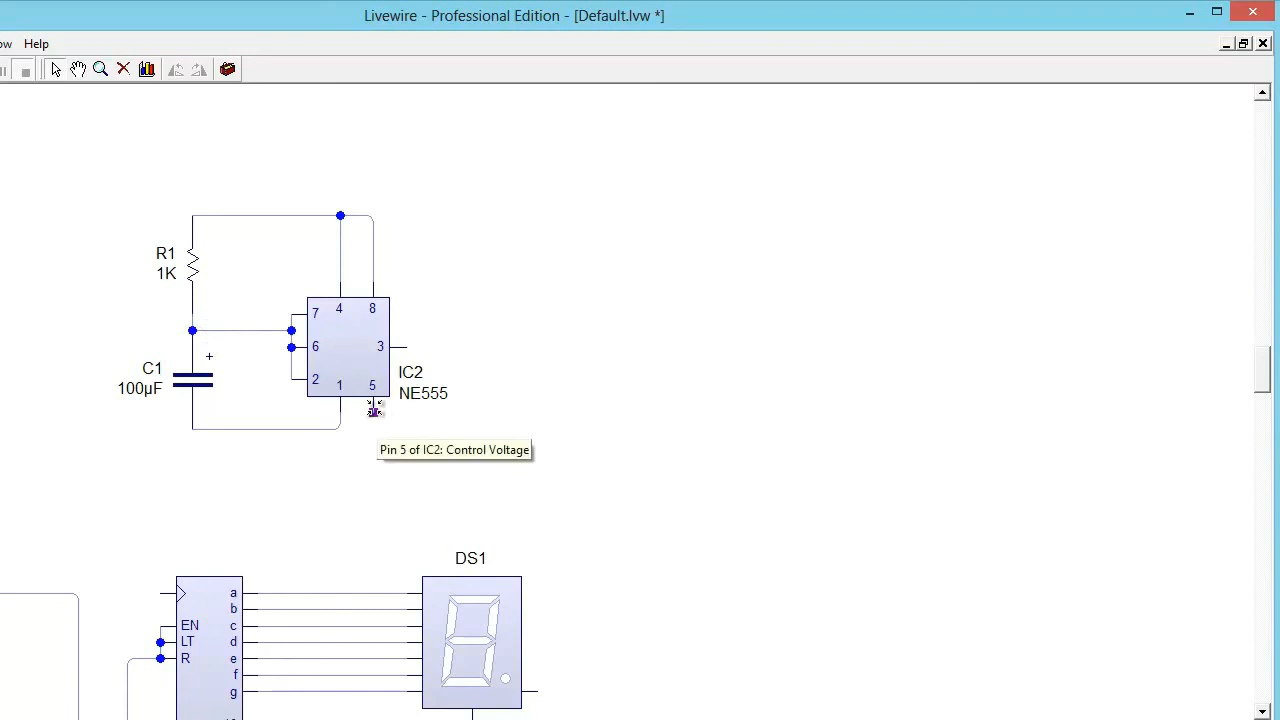 Livewire - Professional Edition - [Default.lvw *]
ow Help
R1
1K
7 4 8
6 3
C1
100µF
2 1 5
+
IC2
NE555
Pin 5 of IC2: Control Voltage
DS1
a
b
EN c
LT d
R e
f
g